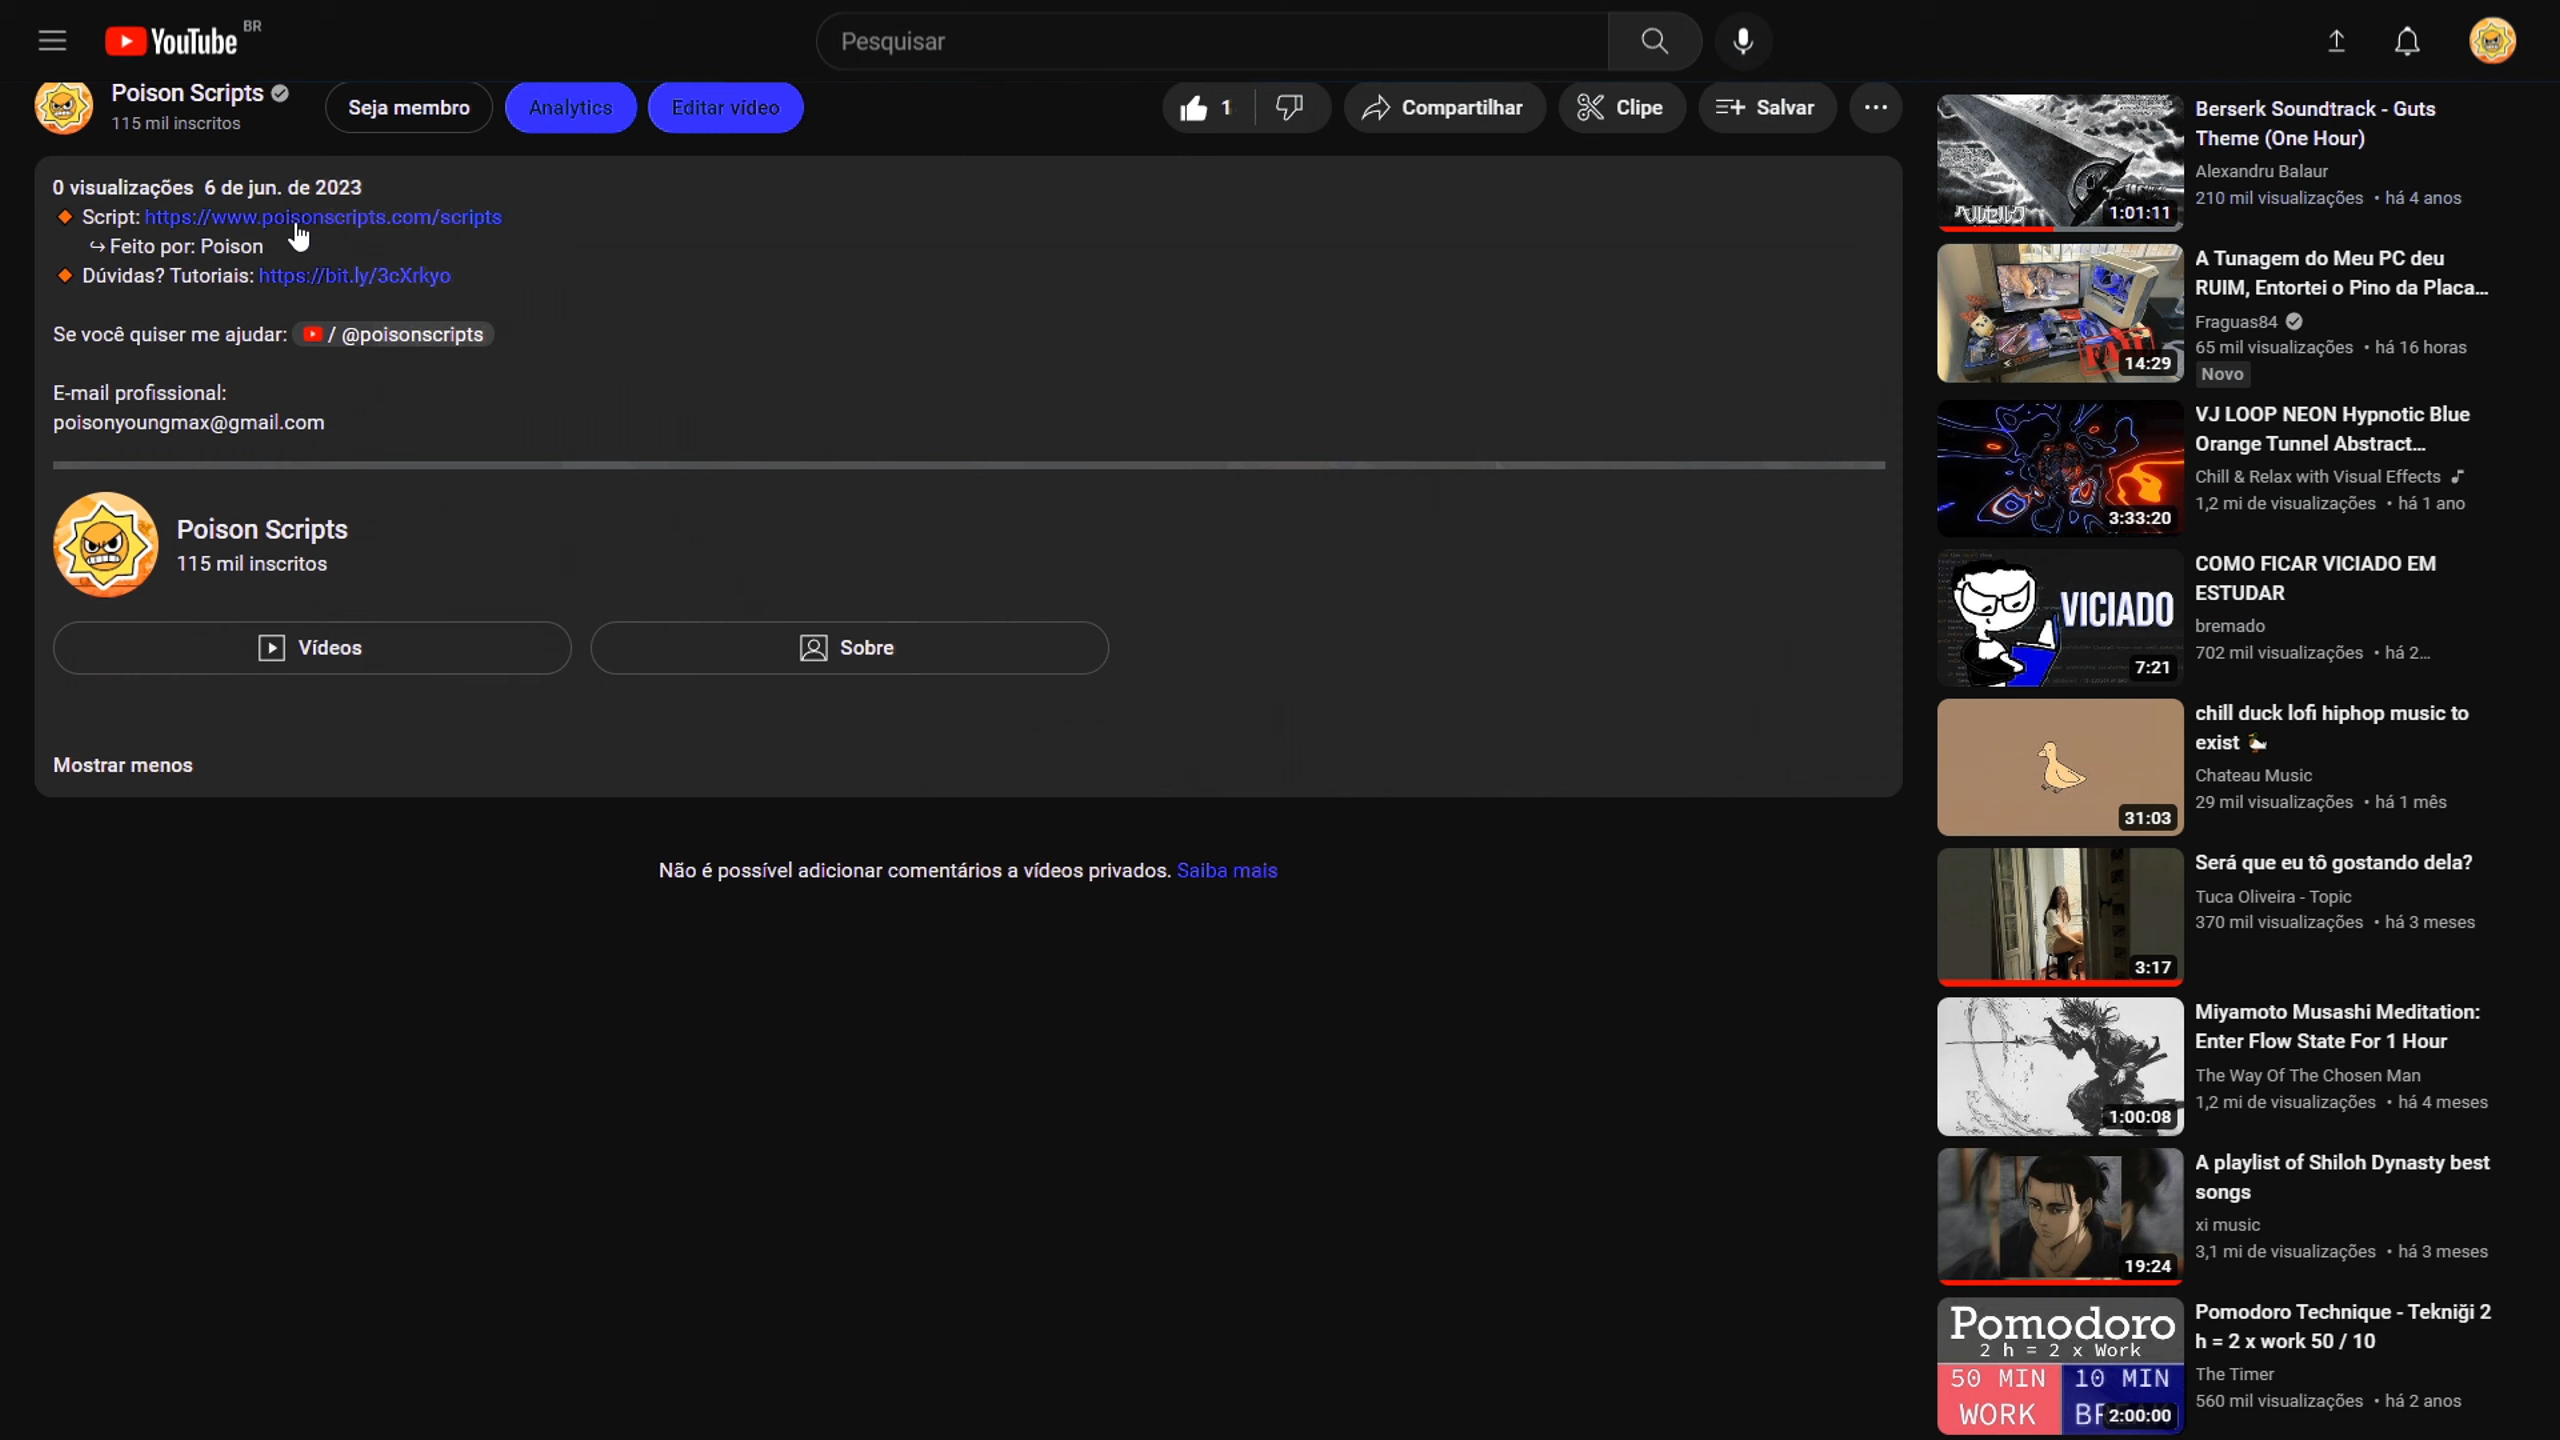 YouTube BR
Pesquisar
Poison Scripts
115 mil inscritos
Seja membro
Analytics
Editar vídeo
1
Compartilhar
Clipe
Salvar
0 visualizações 6 de jun. de 2023
Script: https://www.poisonscripts.com/scripts
↪ Feito por: Poison
Dúvidas? Tutoriais: https://bit.ly/3cXrkyo
Se você quiser me ajudar: / @poisonscripts
E-mail profissional:
poisonyoungmax@gmail.com
Poison Scripts
115 mil inscritos
Vídeos
Sobre
Mostrar menos
Não é possível adicionar comentários a vídeos privados. Saiba mais
ベルセルク
1:01:11
Berserk Soundtrack - Guts
Theme (One Hour)
Alexandru Balaur
210 mil visualizações • há 4 anos
14:29
A Tunagem do Meu PC deu
RUIM, Entortei o Pino da Placa...
Fraguas84
65 mil visualizações • há 16 horas
Novo
3:33:20
VJ LOOP NEON Hypnotic Blue
Orange Tunnel Abstract...
Chill & Relax with Visual Effects
1,2 mi de visualizações • há 1 ano
VICIADO
7:21
COMO FICAR VICIADO EM
ESTUDAR
bremado
702 mil visualizações • há 2...
31:03
chill duck lofi hiphop music to
exist
Chateau Music
29 mil visualizações • há 1 mês
3:17
Será que eu tô gostando dela?
Tuca Oliveira - Topic
370 mil visualizações • há 3 meses
1:00:08
Miyamoto Musashi Meditation:
Enter Flow State For 1 Hour
The Way Of The Chosen Man
1,2 mi de visualizações • há 4 meses
19:24
A playlist of Shiloh Dynasty best
songs
xi music
3,1 mi de visualizações • há 3 meses
Pomodoro
2 h = 2 x Work
50 MIN
WORK
10 MIN
2:00:00
Pomodoro Technique - Tekniği 2
h = 2 x work 50 / 10
The Timer
560 mil visualizações • há 2 anos